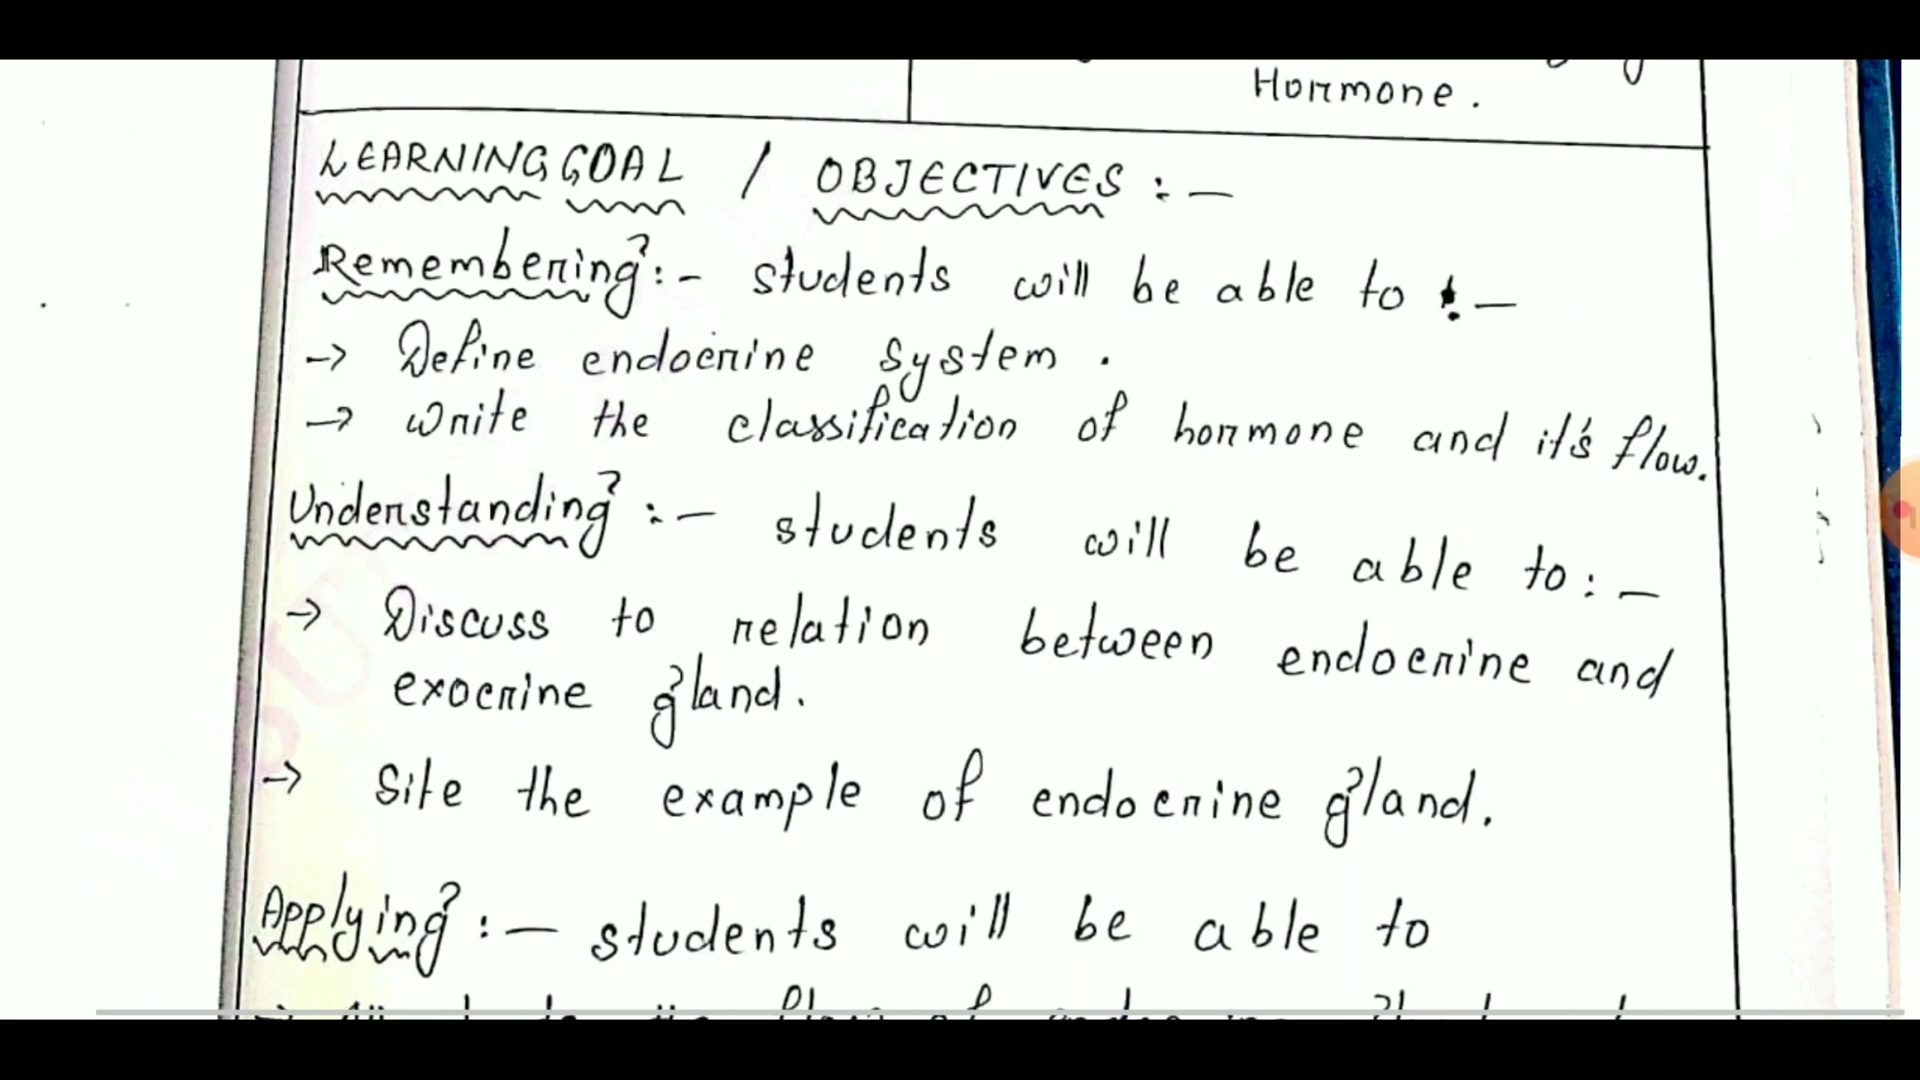 Hormone.
LEARNING GOAL / OBJECTIVES :-
Remembering :- students will be able to :-
→ Define endocrine system.
→ Write the classification of hormone and it's flow.
Understanding :- students will be able to :-
→ Discuss to relation between endocrine and
exocrine gland.
→ Site the example of endocrine gland.
Applying :- students will be able to